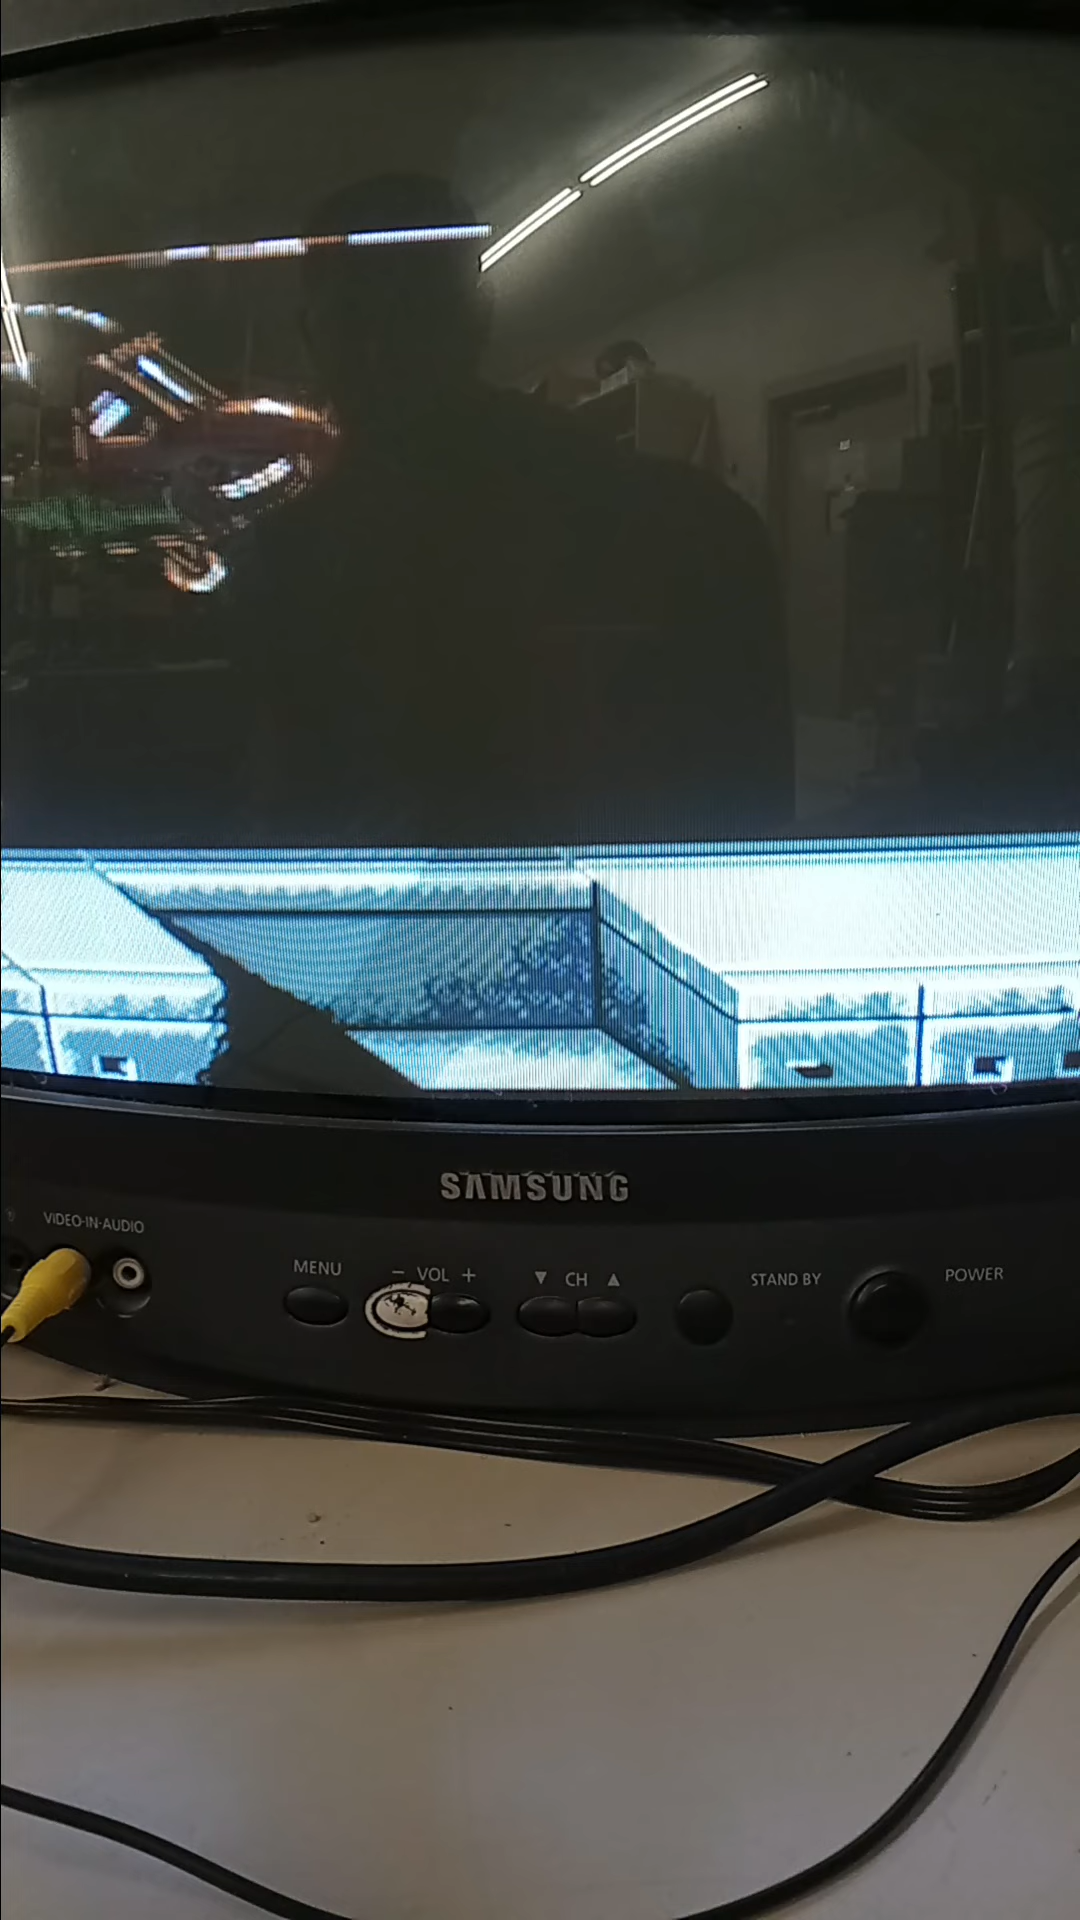 SAMSUNG
VIDEO-IN-AUDIO
MENU
− VOL +
▼ CH ▲
STAND BY
POWER